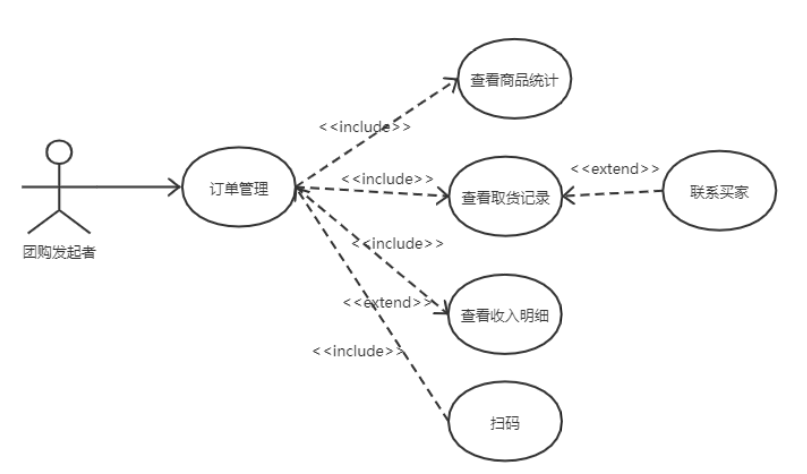 查看商品统计
<<include>>
<<include>>
<<extend>>
订单管理
查看取货记录
联系买家
团购发起者
<<include>>
<<extend>>
查看收入明细
<<include>>
扫码